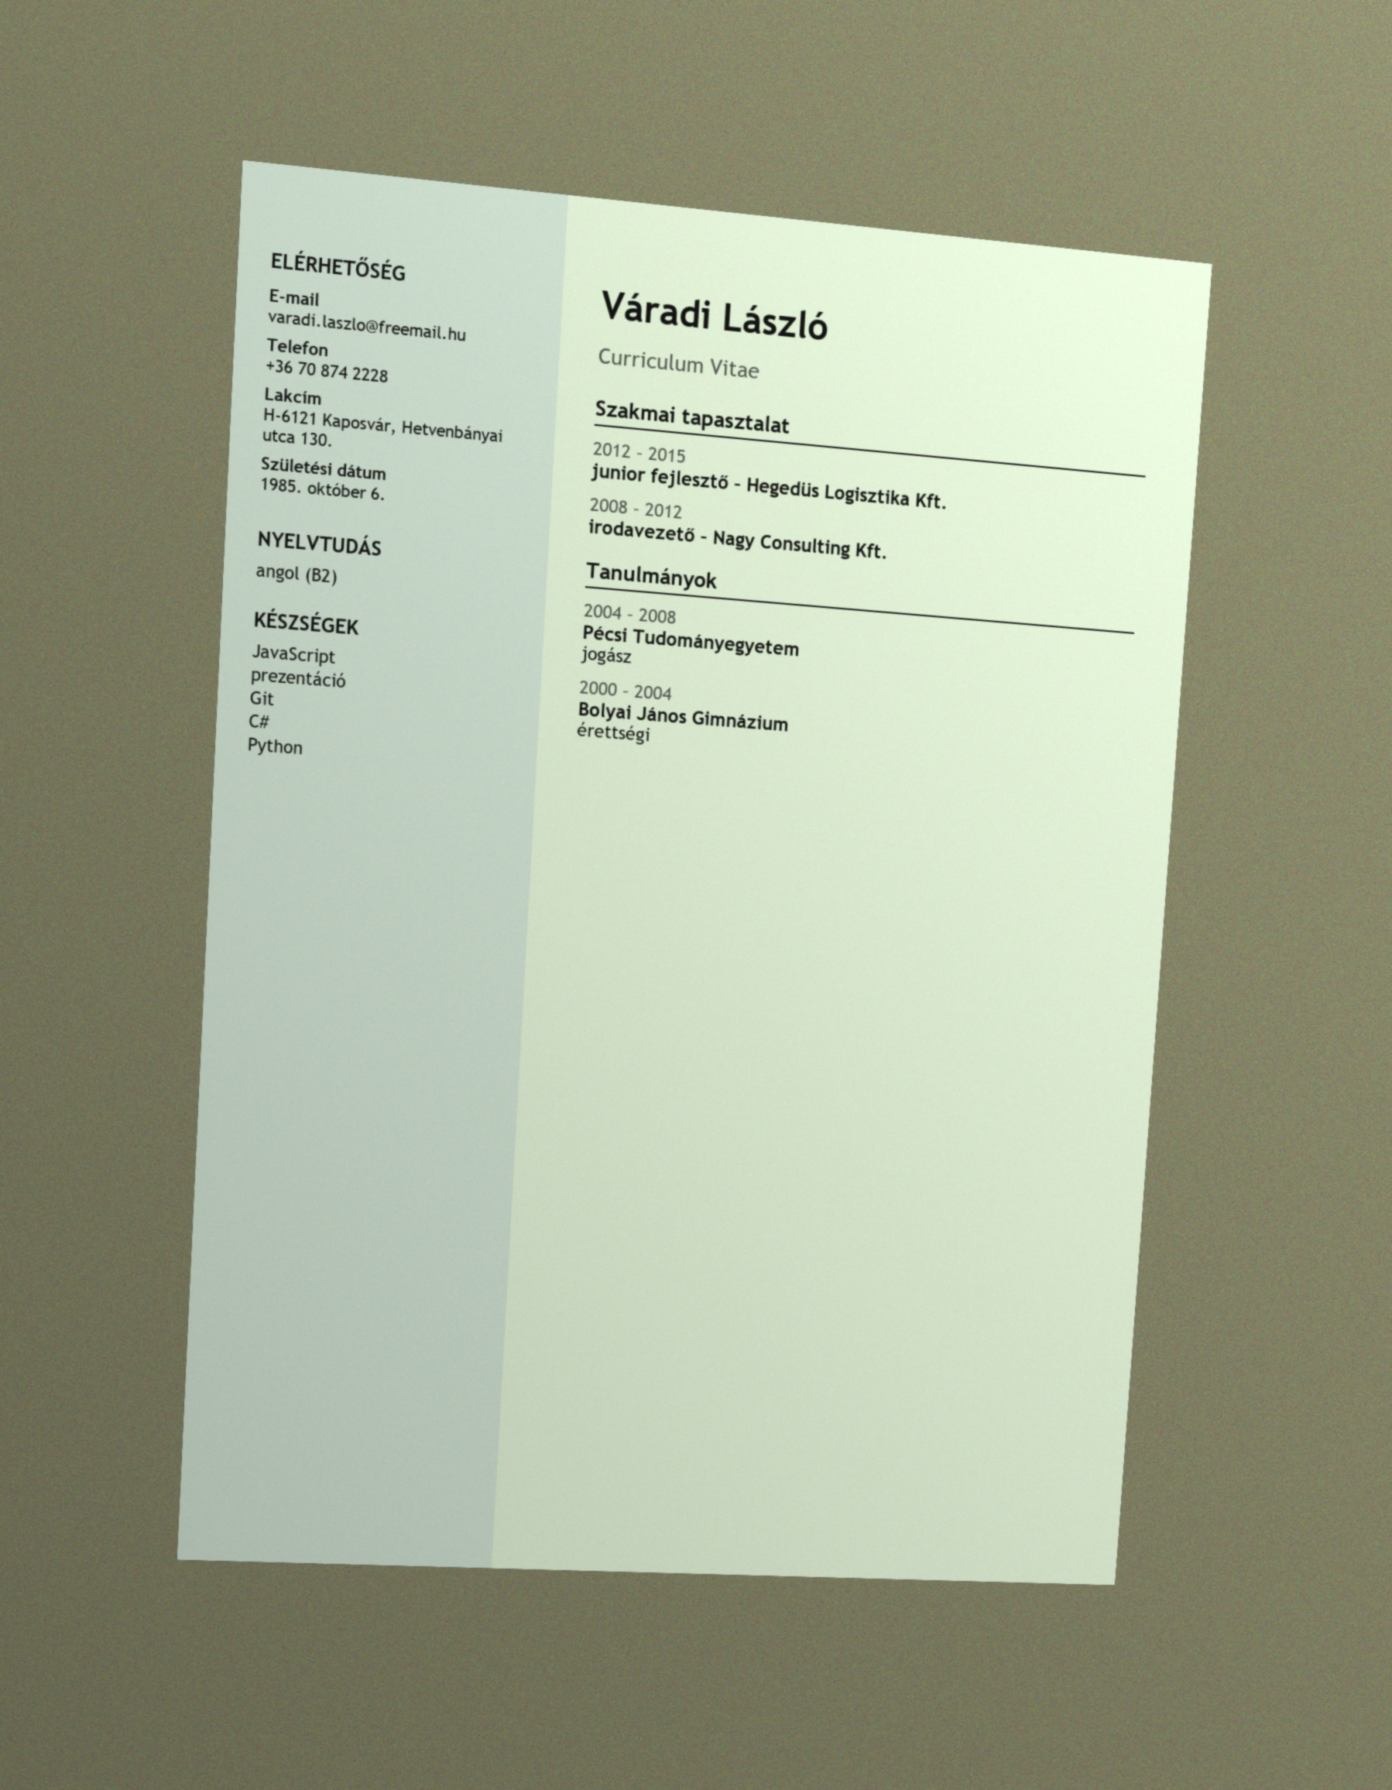 ELÉRHETŐSÉG
E-mail
varadi.laszlo@freemail.hu
Telefon
+36 70 874 2228
Lakcím
H-6121 Kaposvár, Hetvenbányai
utca 130.
Születési dátum
1985. október 6.
NYELVTUDÁS
angol (B2)
KÉSZSÉGEK
JavaScript
prezentáció
Git
C#
Python
Váradi László
Curriculum Vitae
Szakmai tapasztalat
2012 - 2015
junior fejlesztő - Hegedüs Logisztika Kft.
2008 - 2012
irodavezető - Nagy Consulting Kft.
Tanulmányok
2004 - 2008
Pécsi Tudományegyetem
jogász
2000 - 2004
Bolyai János Gimnázium
érettségi